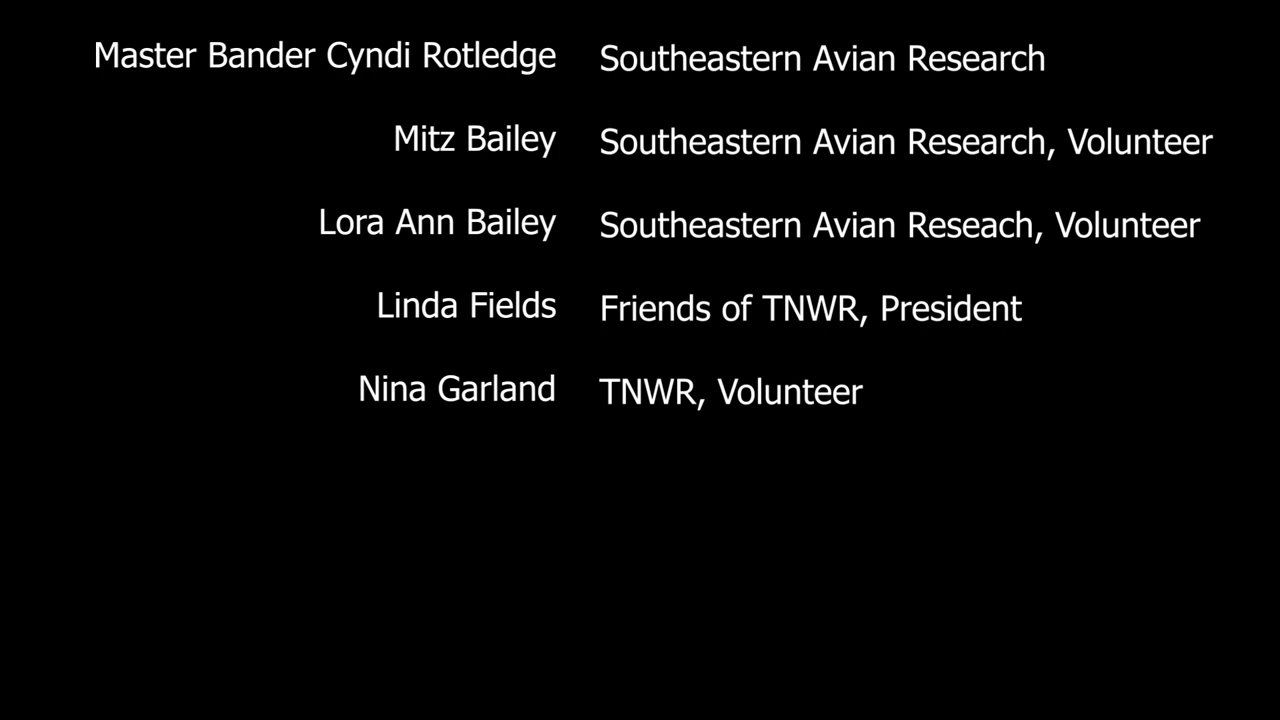 Master Bander Cyndi Rotledge Southeastern Avian Research
Mitz Bailey Southeastern Avian Research, Volunteer
Lora Ann Bailey Southeastern Avian Reseach, Volunteer
Linda Fields Friends of TNWR, President
Nina Garland TNWR, Volunteer